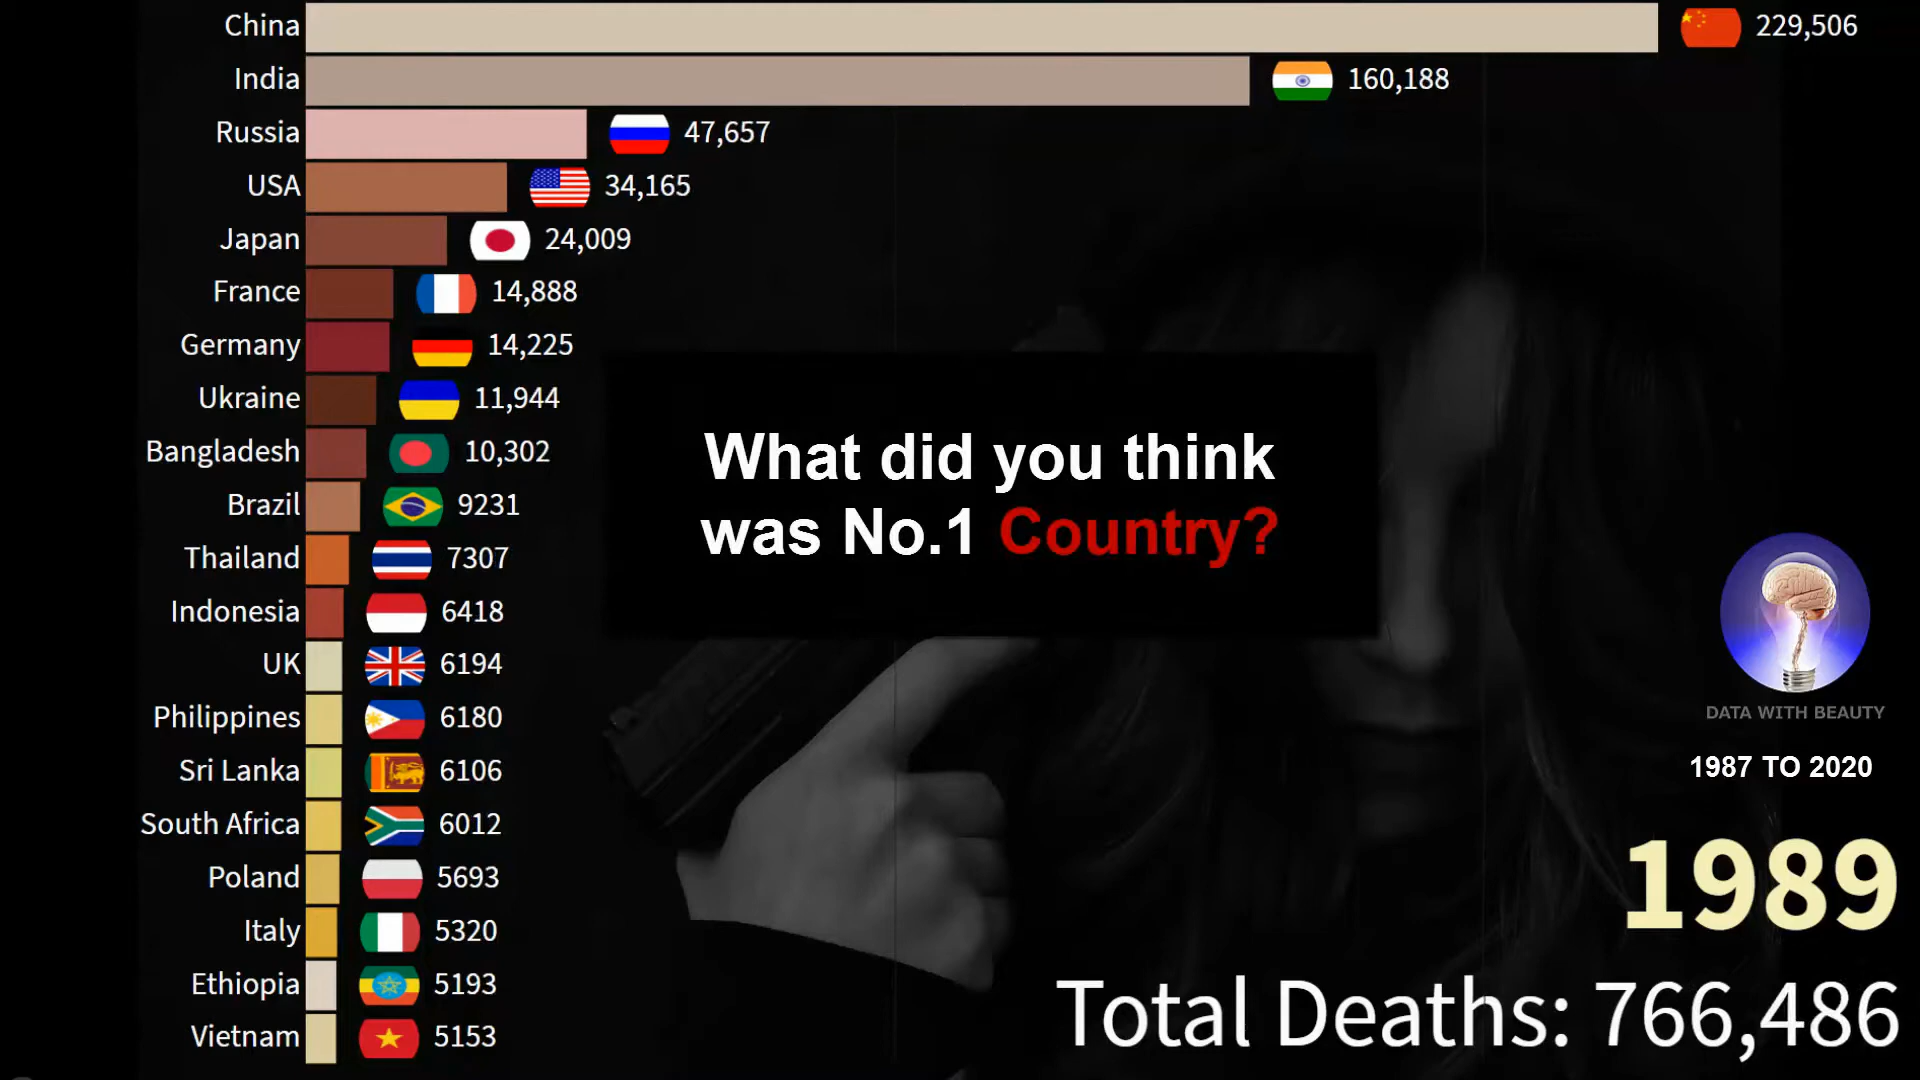 China 229,506
India 160,188
Russia 47,657
USA 34,165
Japan 24,009
France 14,888
Germany 14,225
Ukraine 11,944
Bangladesh 10,302
Brazil 9231
Thailand 7307
Indonesia 6418
UK 6194
Philippines 6180
Sri Lanka 6106
South Africa 6012
Poland 5693
Italy 5320
Ethiopia 5193
Vietnam 5153
What did you think
was No.1 Country?
DATA WITH BEAUTY
1987 TO 2020
1989
Total Deaths: 766,486